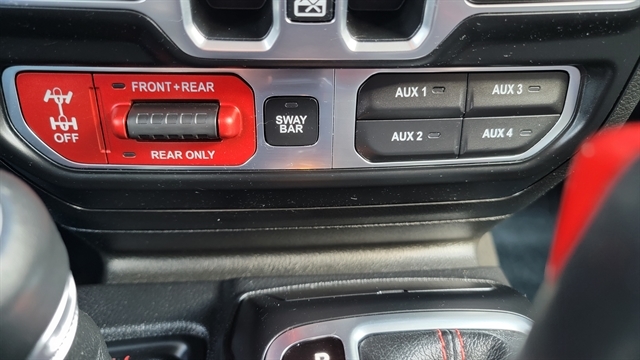 FRONT+REAR
OFF
REAR ONLY
SWAY
BAR
AUX 1
AUX 3
AUX 2
AUX 4
P